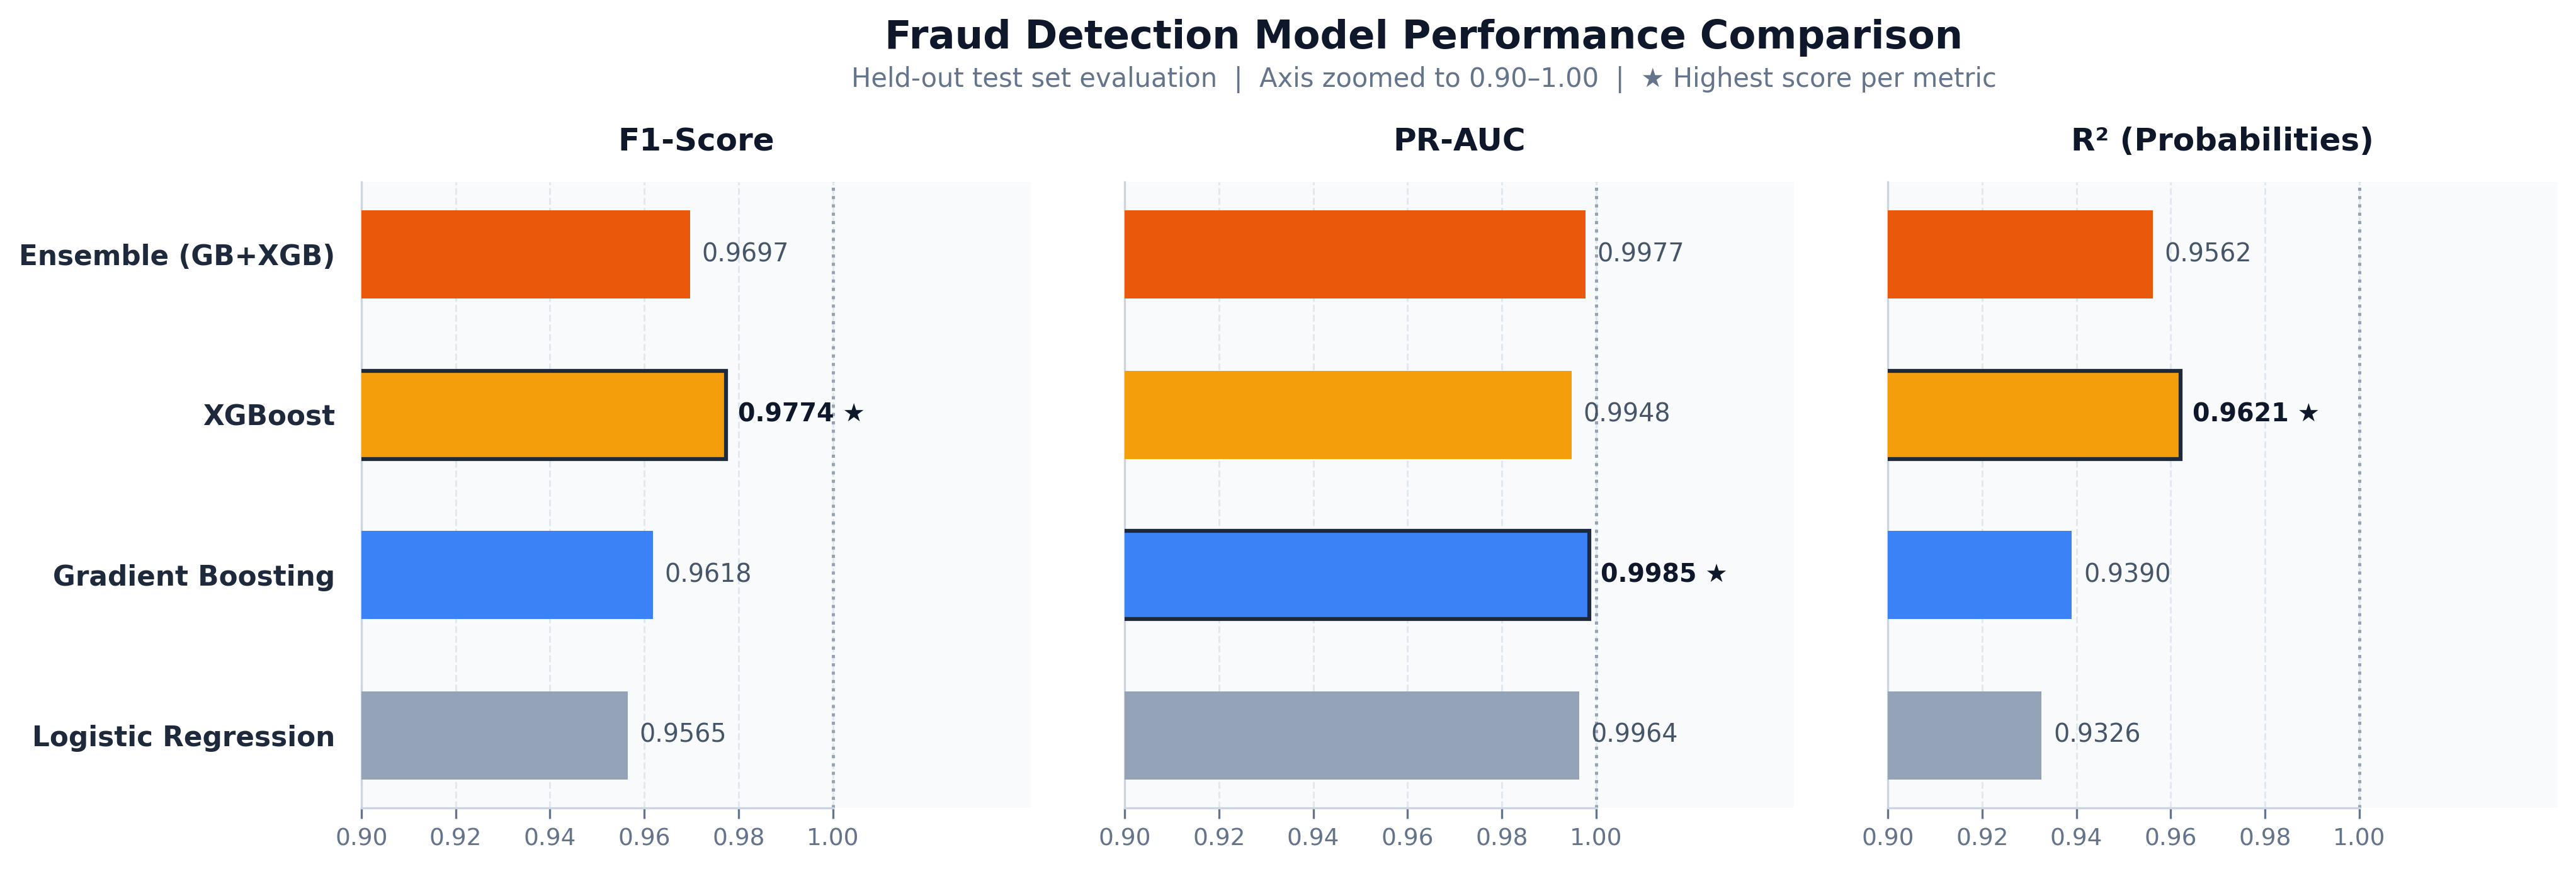 Fraud Detection Model Performance Comparison
Held-out test set evaluation | Axis zoomed to 0.90–1.00 | ★ Highest score per metric
F1-Score
PR-AUC
R² (Probabilities)
Ensemble (GB+XGB)
0.9697
0.9977
0.9562
XGBoost
0.9774 ★
0.9948
0.9621 ★
Gradient Boosting
0.9618
0.9985 ★
0.9390
Logistic Regression
0.9565
0.9964
0.9326
0.90 0.92 0.94 0.96 0.98 1.00
0.90 0.92 0.94 0.96 0.98 1.00
0.90 0.92 0.94 0.96 0.98 1.00